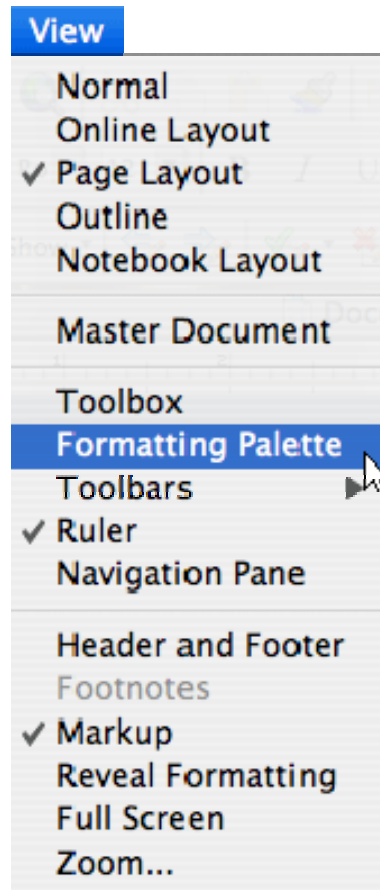 View
Normal
Online Layout
Page Layout
Outline
Notebook Layout
Master Document
Toolbox
Formatting Palette
Toolbars
Ruler
Navigation Pane
Header and Footer
Footnotes
Markup
Reveal Formatting
Full Screen
Zoom...